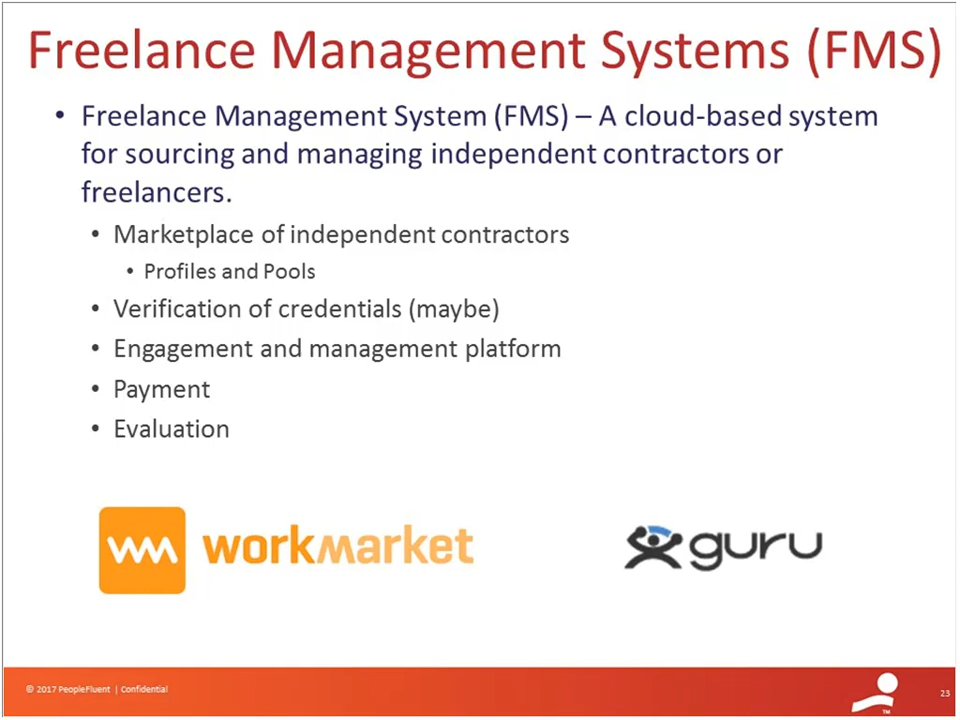 Freelance Management Systems (FMS)
• Freelance Management System (FMS) – A cloud-based system
for sourcing and managing independent contractors or
freelancers.
• Marketplace of independent contractors
• Profiles and Pools
• Verification of credentials (maybe)
• Engagement and management platform
• Payment
• Evaluation
wm workmarket
guru
© 2017 PeopleFluent | Confidential
23
TM